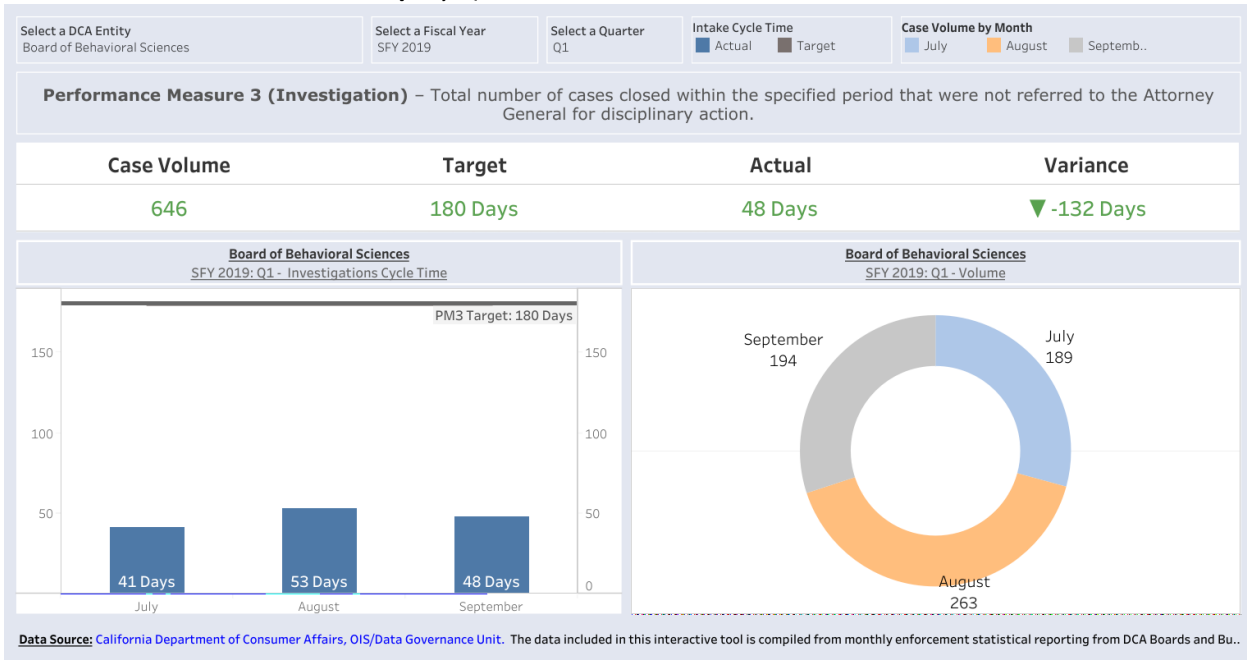 Select a DCA Entity
Board of Behavioral Sciences
Select a Fiscal Year
SFY 2019
Select a Quarter
Q1
Intake Cycle Time
Actual
Target
Case Volume by Month
July
August
Septemb..
Performance Measure 3 (Investigation) – Total number of cases closed within the specified period that were not referred to the Attorney
General for disciplinary action.
Case Volume
Target
Actual
Variance
646
180 Days
48 Days
▼ -132 Days
Board of Behavioral Sciences
SFY 2019: Q1 - Investigations Cycle Time
PM3 Target: 180 Days
150
150
100
100
50
50
0
41 Days
53 Days
48 Days
July
August
September
Board of Behavioral Sciences
SFY 2019: Q1 - Volume
September
194
July
189
August
263
Data Source: California Department of Consumer Affairs, OIS/Data Governance Unit. The data included in this interactive tool is compiled from monthly enforcement statistical reporting from DCA Boards and Bu..